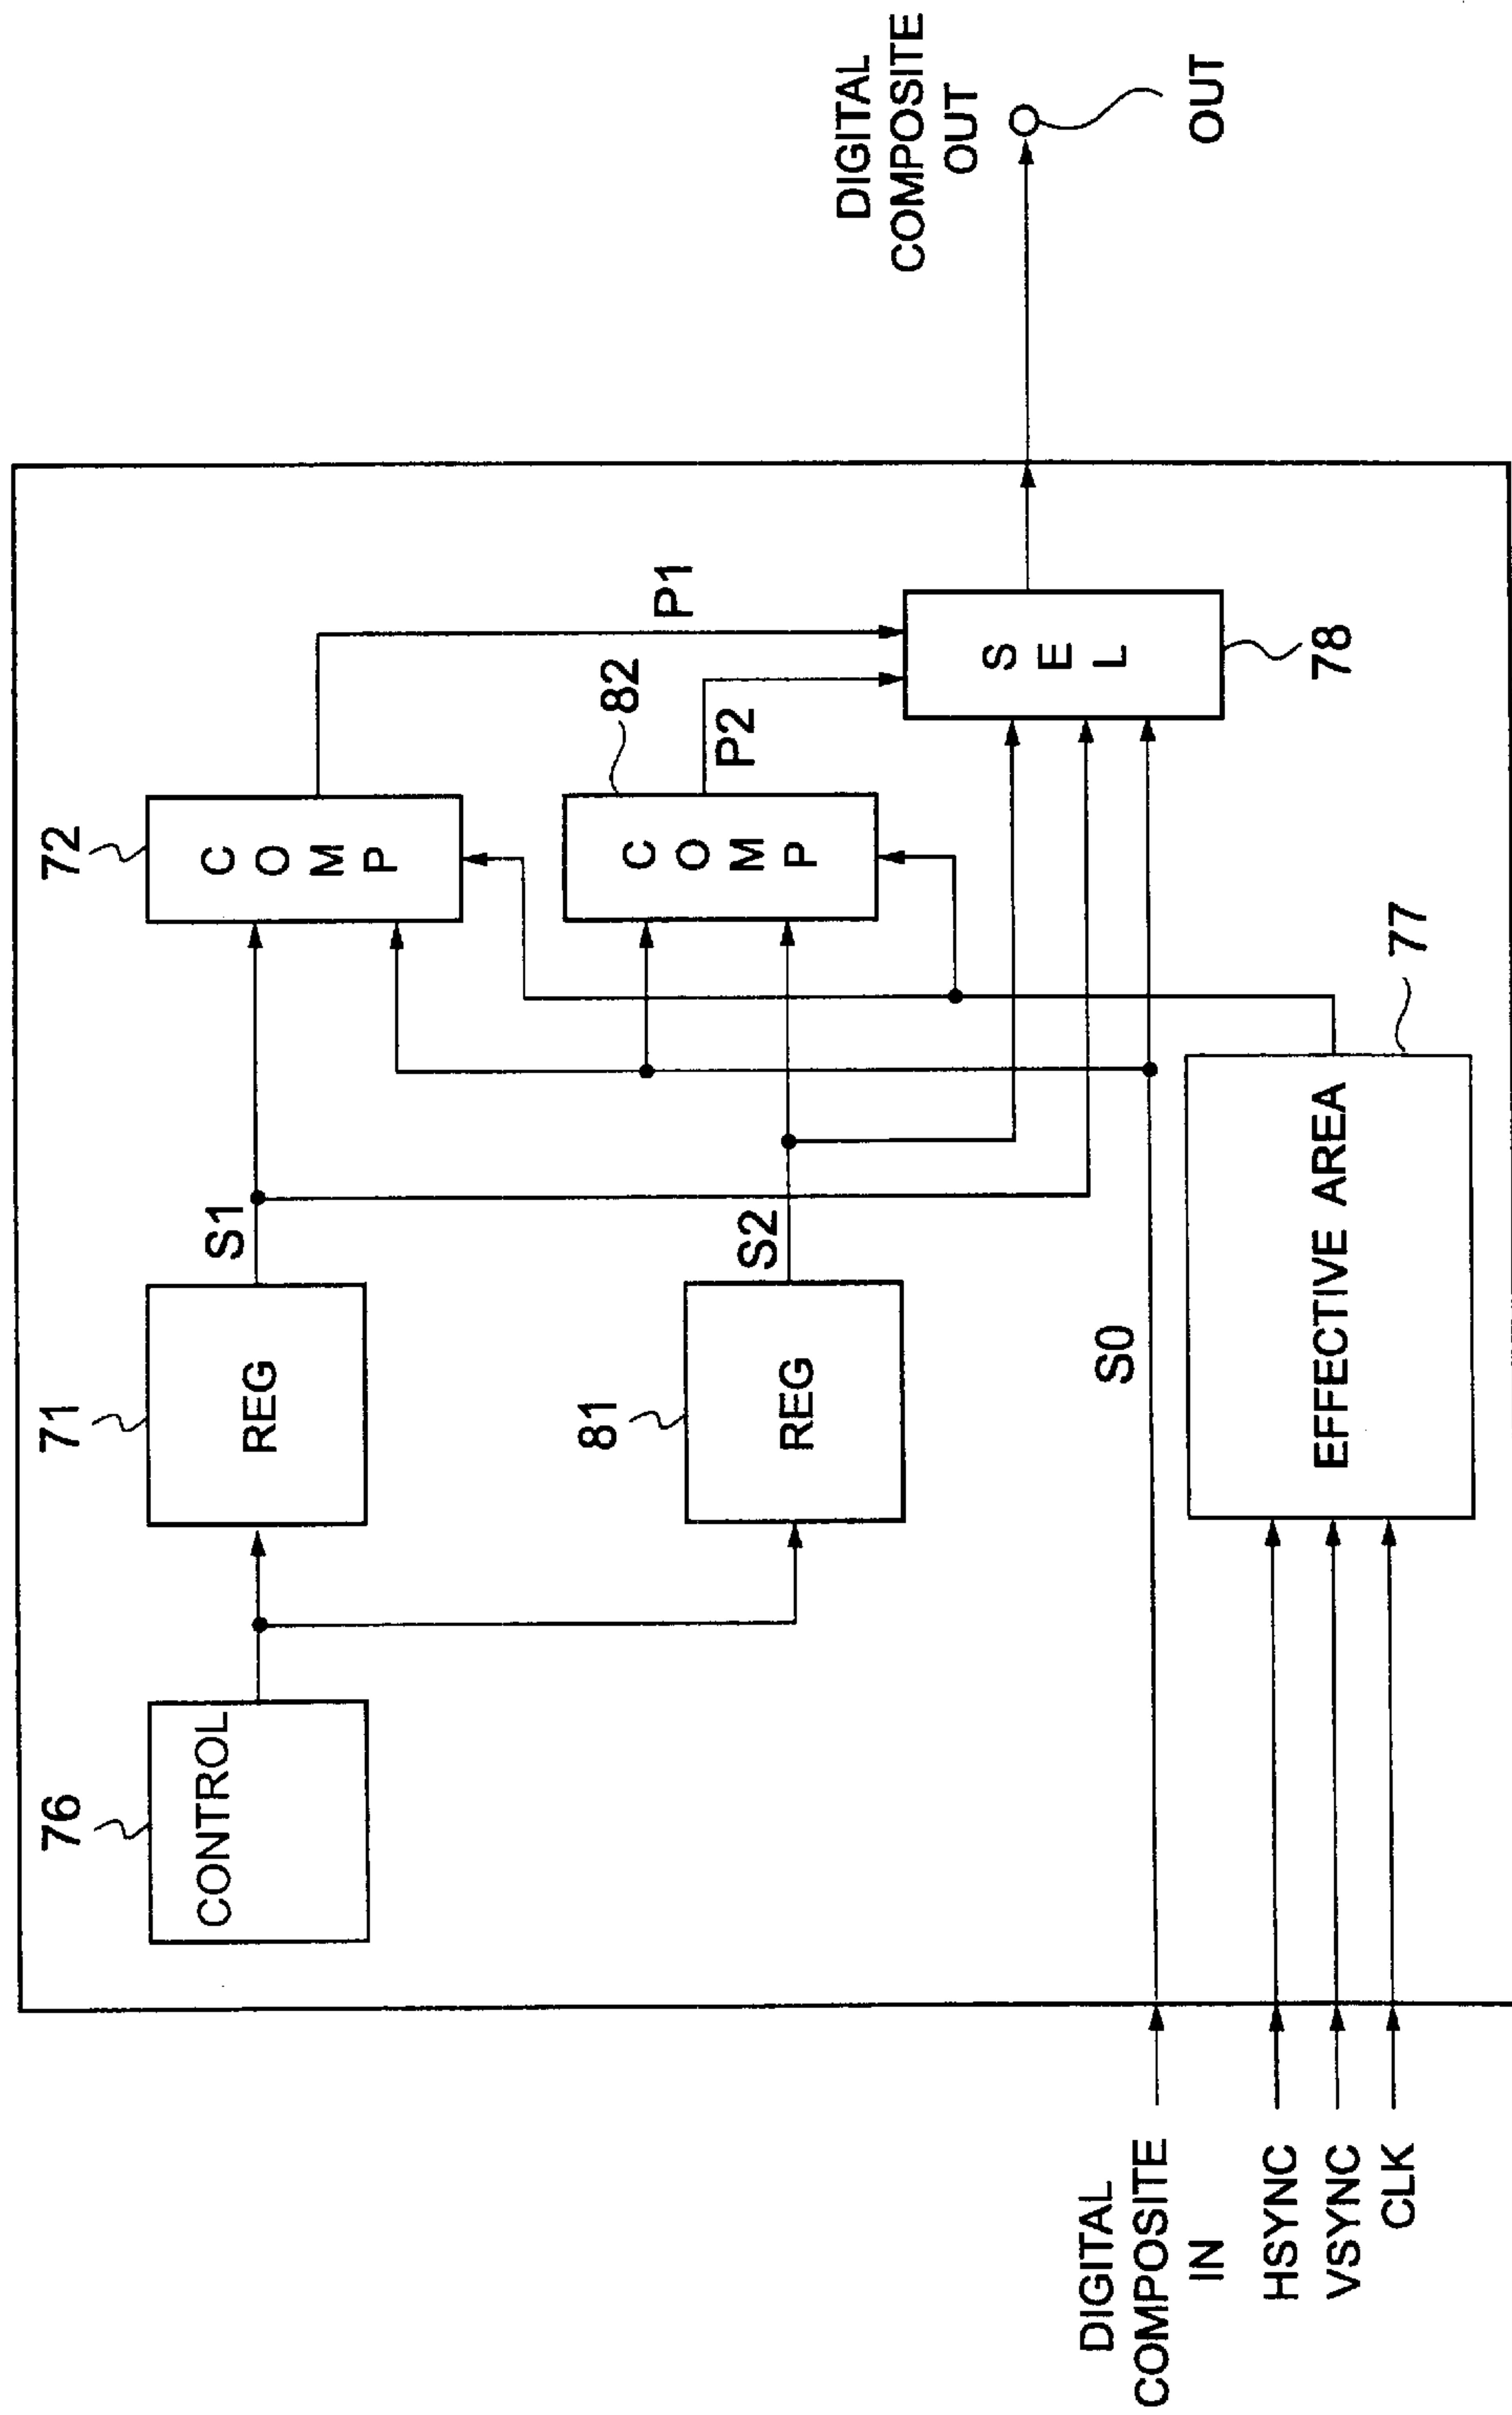 76
CONTROL
71
REG
S1
72
C
O
M
P
P1
81
REG
S2
82
C
O
M
P
P2
S
E
L
78
DIGITAL
COMPOSITE
OUT
OUT
S0
DIGITAL
COMPOSITE
IN
HSYNC
VSYNC
CLK
EFFECTIVE AREA
77